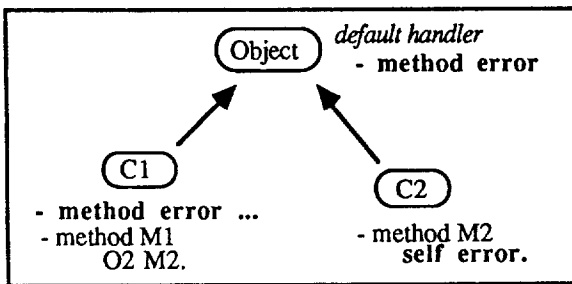 default handler
Object
- method error
C1
C2
- method error ...
- method M1
O2 M2.
- method M2
self error.